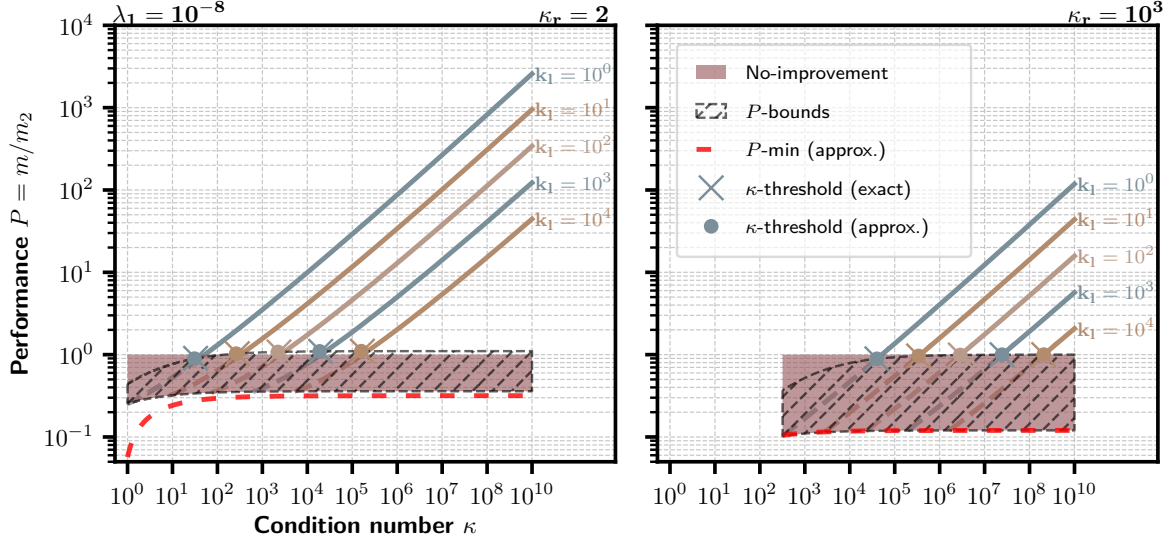 λ₁ = 10⁻⁸
κᵣ = 2
κᵣ = 10³
Performance P = m/m₂
10⁴
10³
10²
10¹
10⁰
10⁻¹
k₁ = 10⁰
k₁ = 10¹
k₁ = 10²
k₁ = 10³
k₁ = 10⁴
No-improvement
P-bounds
P-min (approx.)
κ-threshold (exact)
κ-threshold (approx.)
k₁ = 10⁰
k₁ = 10¹
k₁ = 10²
k₁ = 10³
k₁ = 10⁴
10⁰ 10¹ 10² 10³ 10⁴ 10⁵ 10⁶ 10⁷ 10⁸ 10⁹ 10¹⁰
10⁰ 10¹ 10² 10³ 10⁴ 10⁵ 10⁶ 10⁷ 10⁸ 10⁹ 10¹⁰
Condition number κ